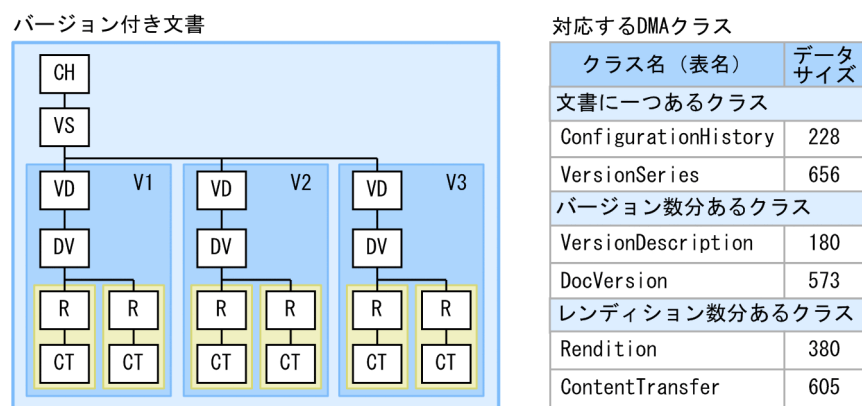 バージョン付き文書
CH
VS
V1
V2
V3
VD
VD
VD
DV
DV
DV
R
R
R
R
R
R
CT
CT
CT
CT
CT
CT
対応するDMAクラス
クラス名（表名） データサイズ
文書に一つあるクラス
ConfigurationHistory 228
VersionSeries 656
バージョン数分あるクラス
VersionDescription 180
DocVersion 573
レンディション数分あるクラス
Rendition 380
ContentTransfer 605